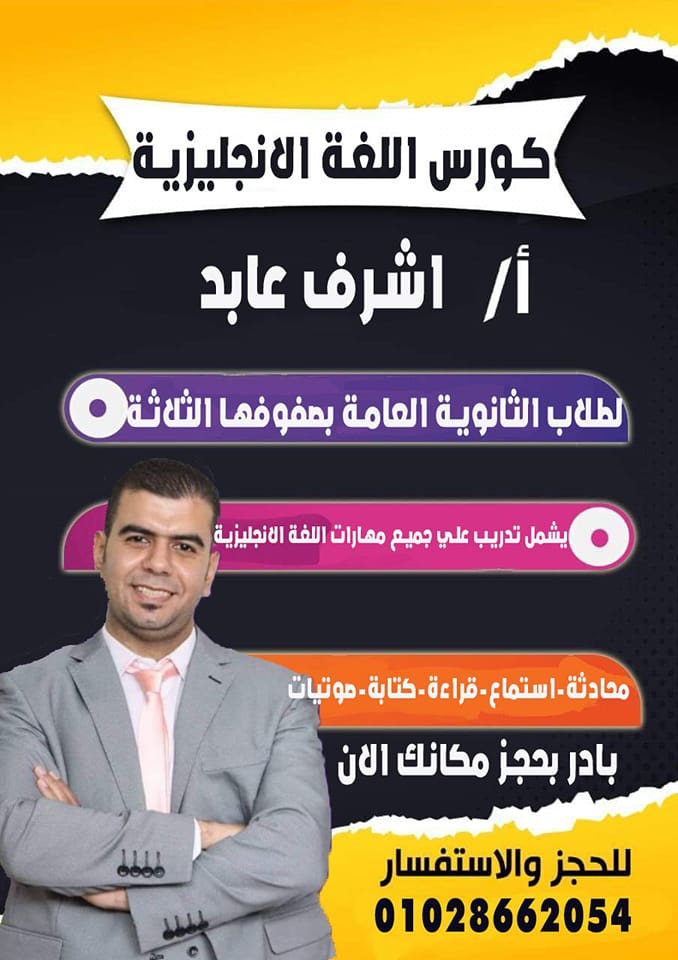 كورس اللغة الانجليزية
أ/ اشرف عابد
لطلاب الثانوية العامة بصفوفها الثلاثة
يشمل تدريب علي جميع مهارات اللغة الانجليزية
محادثة-استماع-قراءة-كتابة-صوتيات
بادر بحجز مكانك الان
للحجز والاستفسار
01028662054